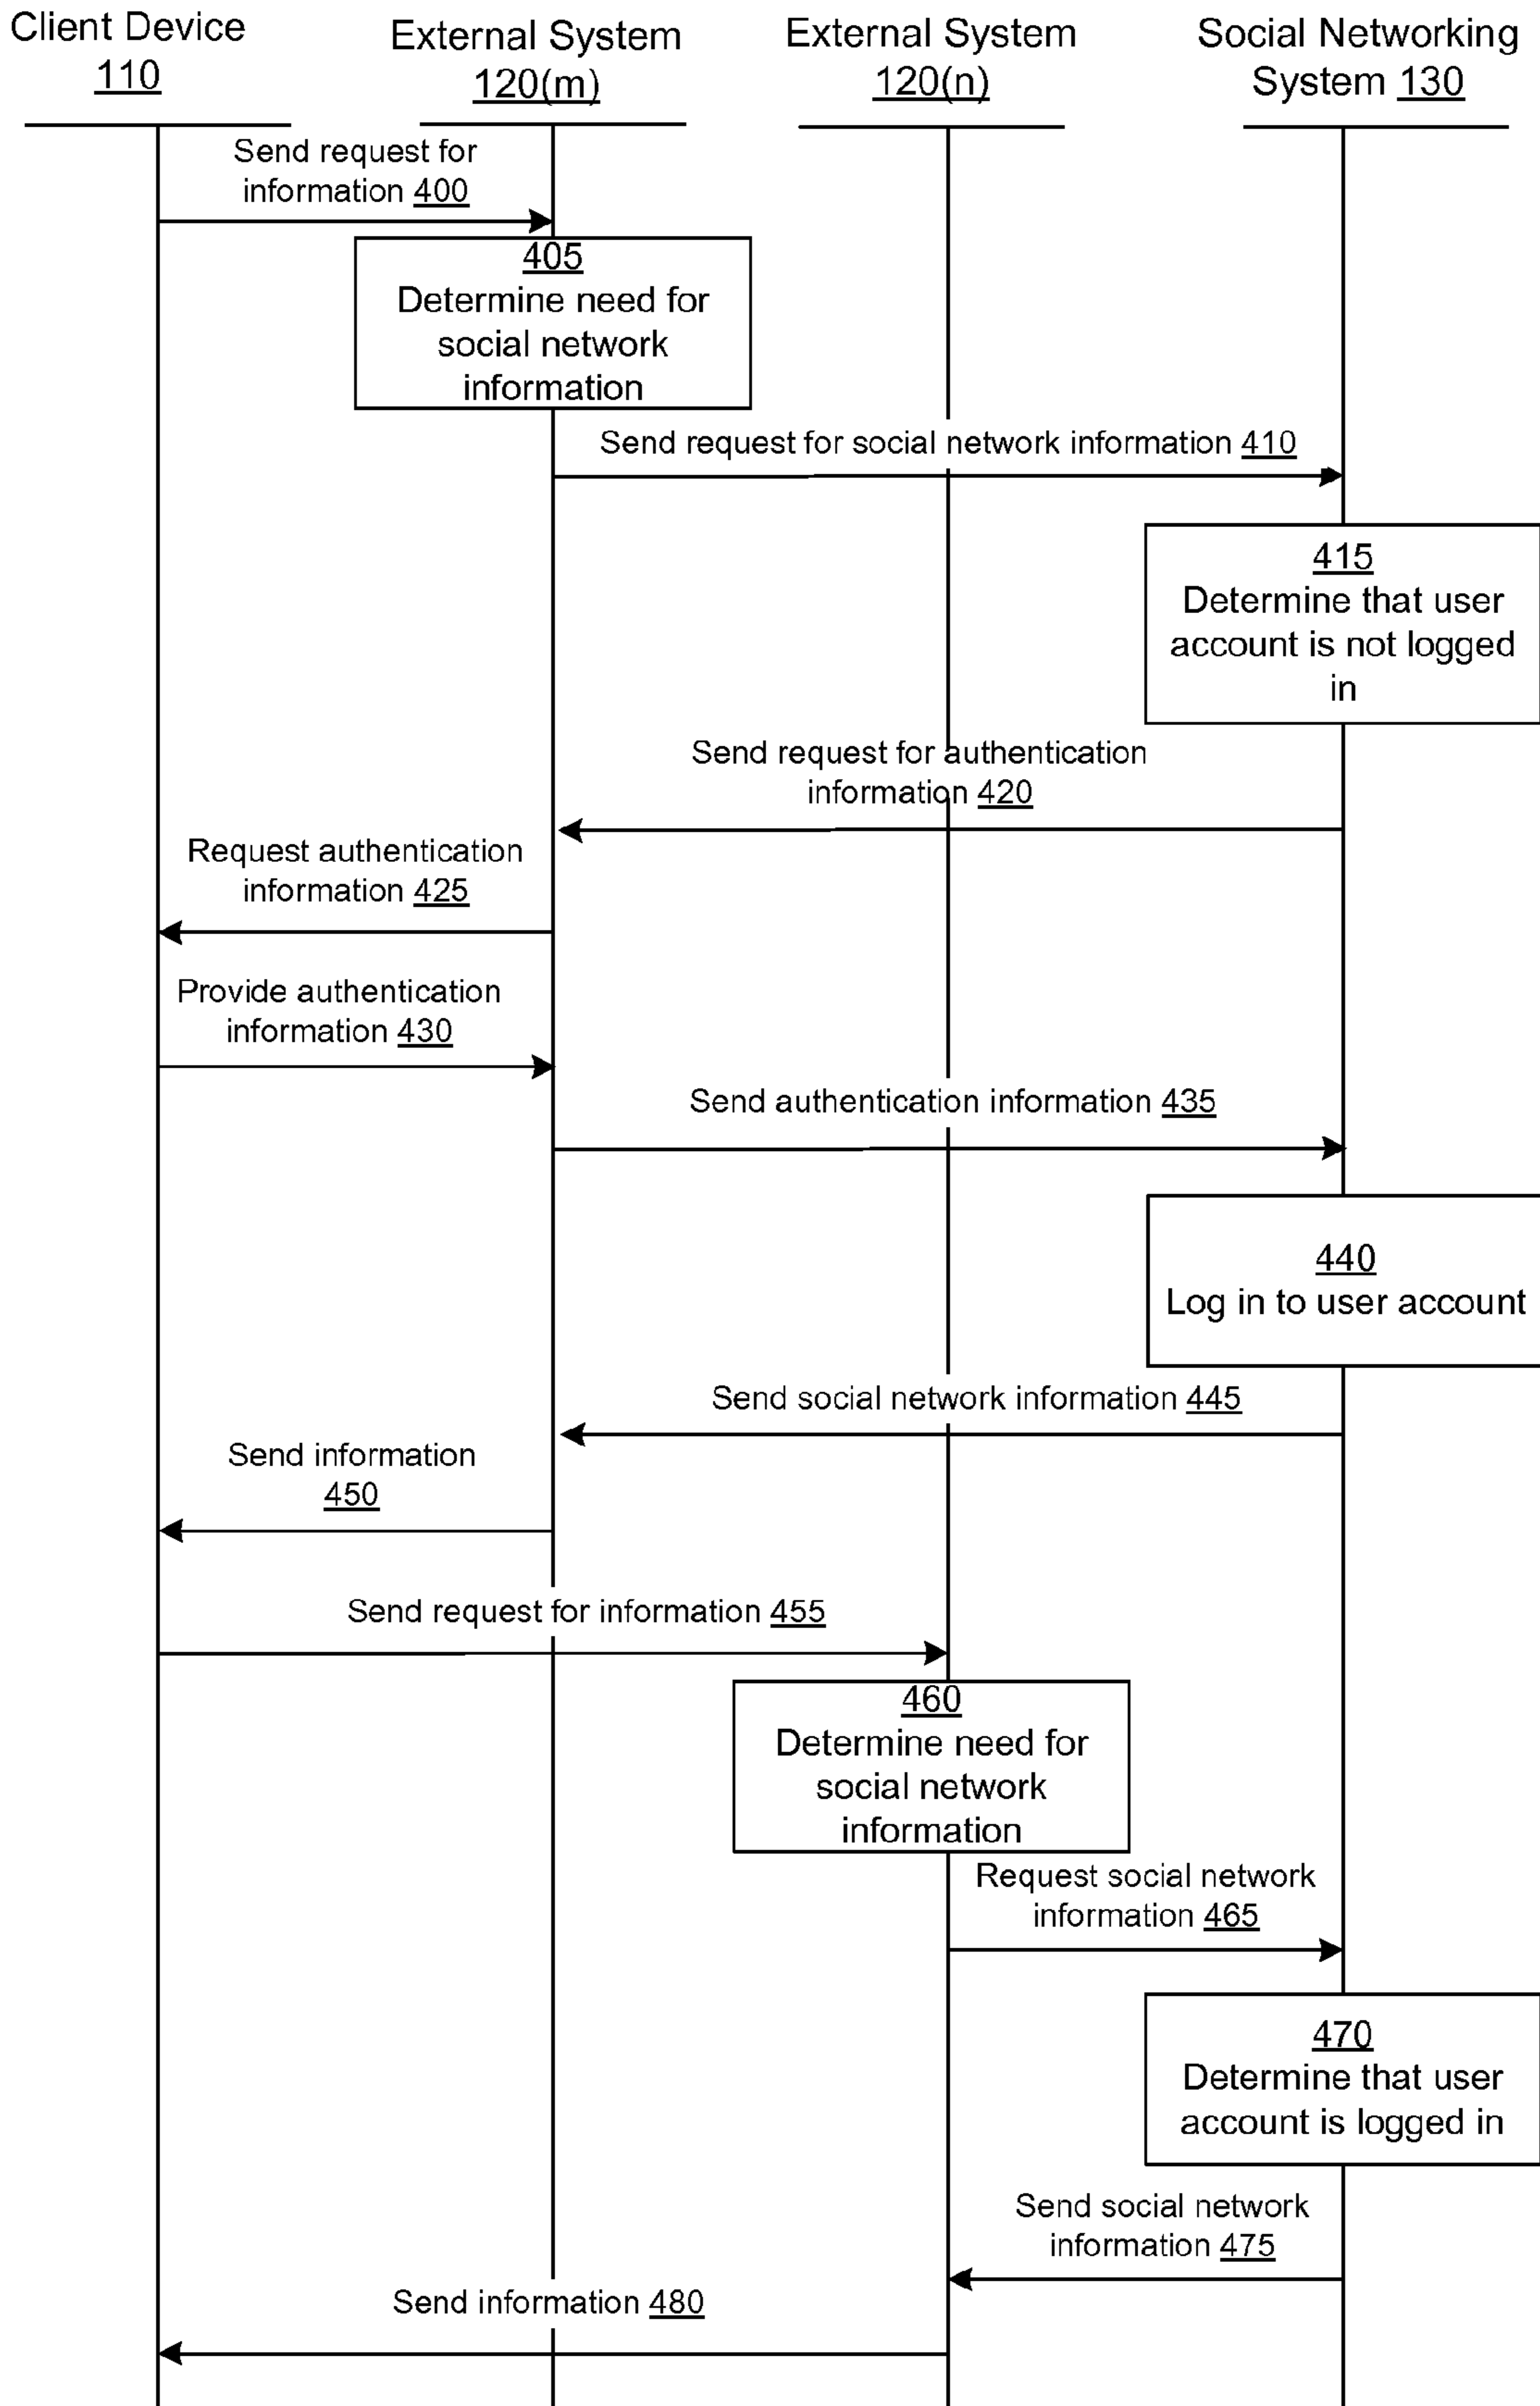 Client Device
110
External System
120(m)
External System
120(n)
Social Networking
System 130
Send request for
information 400
405
Determine need for
social network
information
Send request for social network information 410
415
Determine that user
account is not logged
in
Send request for authentication
information 420
Request authentication
information 425
Provide authentication
information 430
Send authentication information 435
440
Log in to user account
Send social network information 445
Send information
450
Send request for information 455
460
Determine need for
social network
information
Request social network
information 465
470
Determine that user
account is logged in
Send social network
information 475
Send information 480